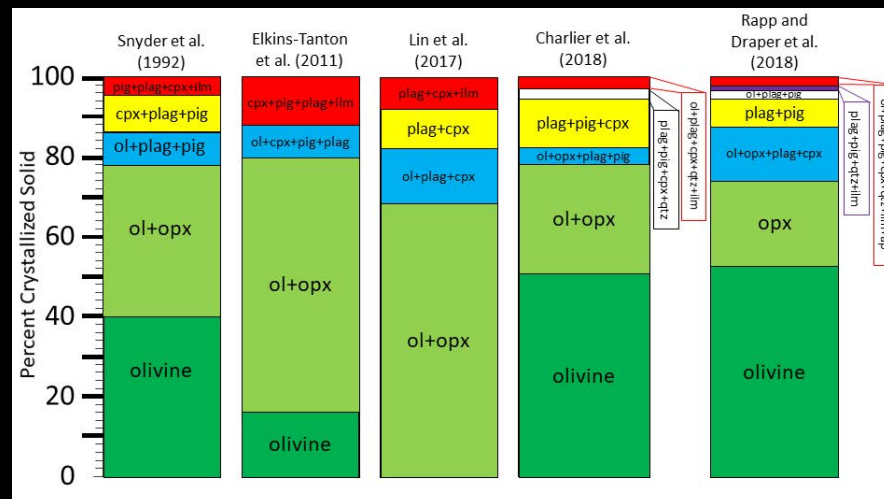 Snyder et al.
(1992)
Elkins-Tanton
et al. (2011)
Lin et al.
(2017)
Charlier et al.
(2018)
Rapp and
Draper et al.
(2018)
Percent Crystallized Solid
100
80
60
40
20
0
pig+plag+cpx+ilm
cpx+plag+pig
ol+plag+pig
ol+opx
olivine
cpx+pig+plag+ilm
ol+cpx+pig+plag
ol+opx
olivine
plag+cpx+ilm
plag+cpx
ol+plag+cpx
ol+opx
plag+pig+cpx
ol+opx+plag+pig
ol+opx
olivine
plag+pig+cpx+qtz
ol+plag+cpx+qtz+ilm
ol+plag+pig
plag+pig
ol+opx+plag+cpx
opx
olivine
plag+pig+qtz+ilm